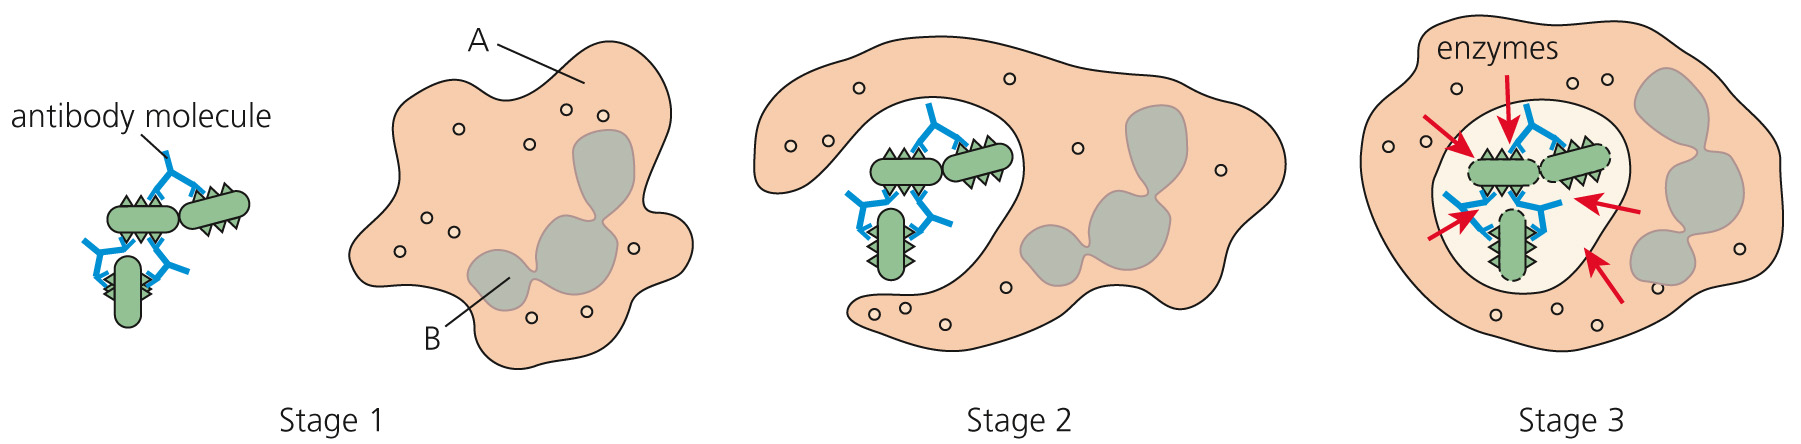 A
antibody molecule
B
enzymes
Stage 1
Stage 2
Stage 3